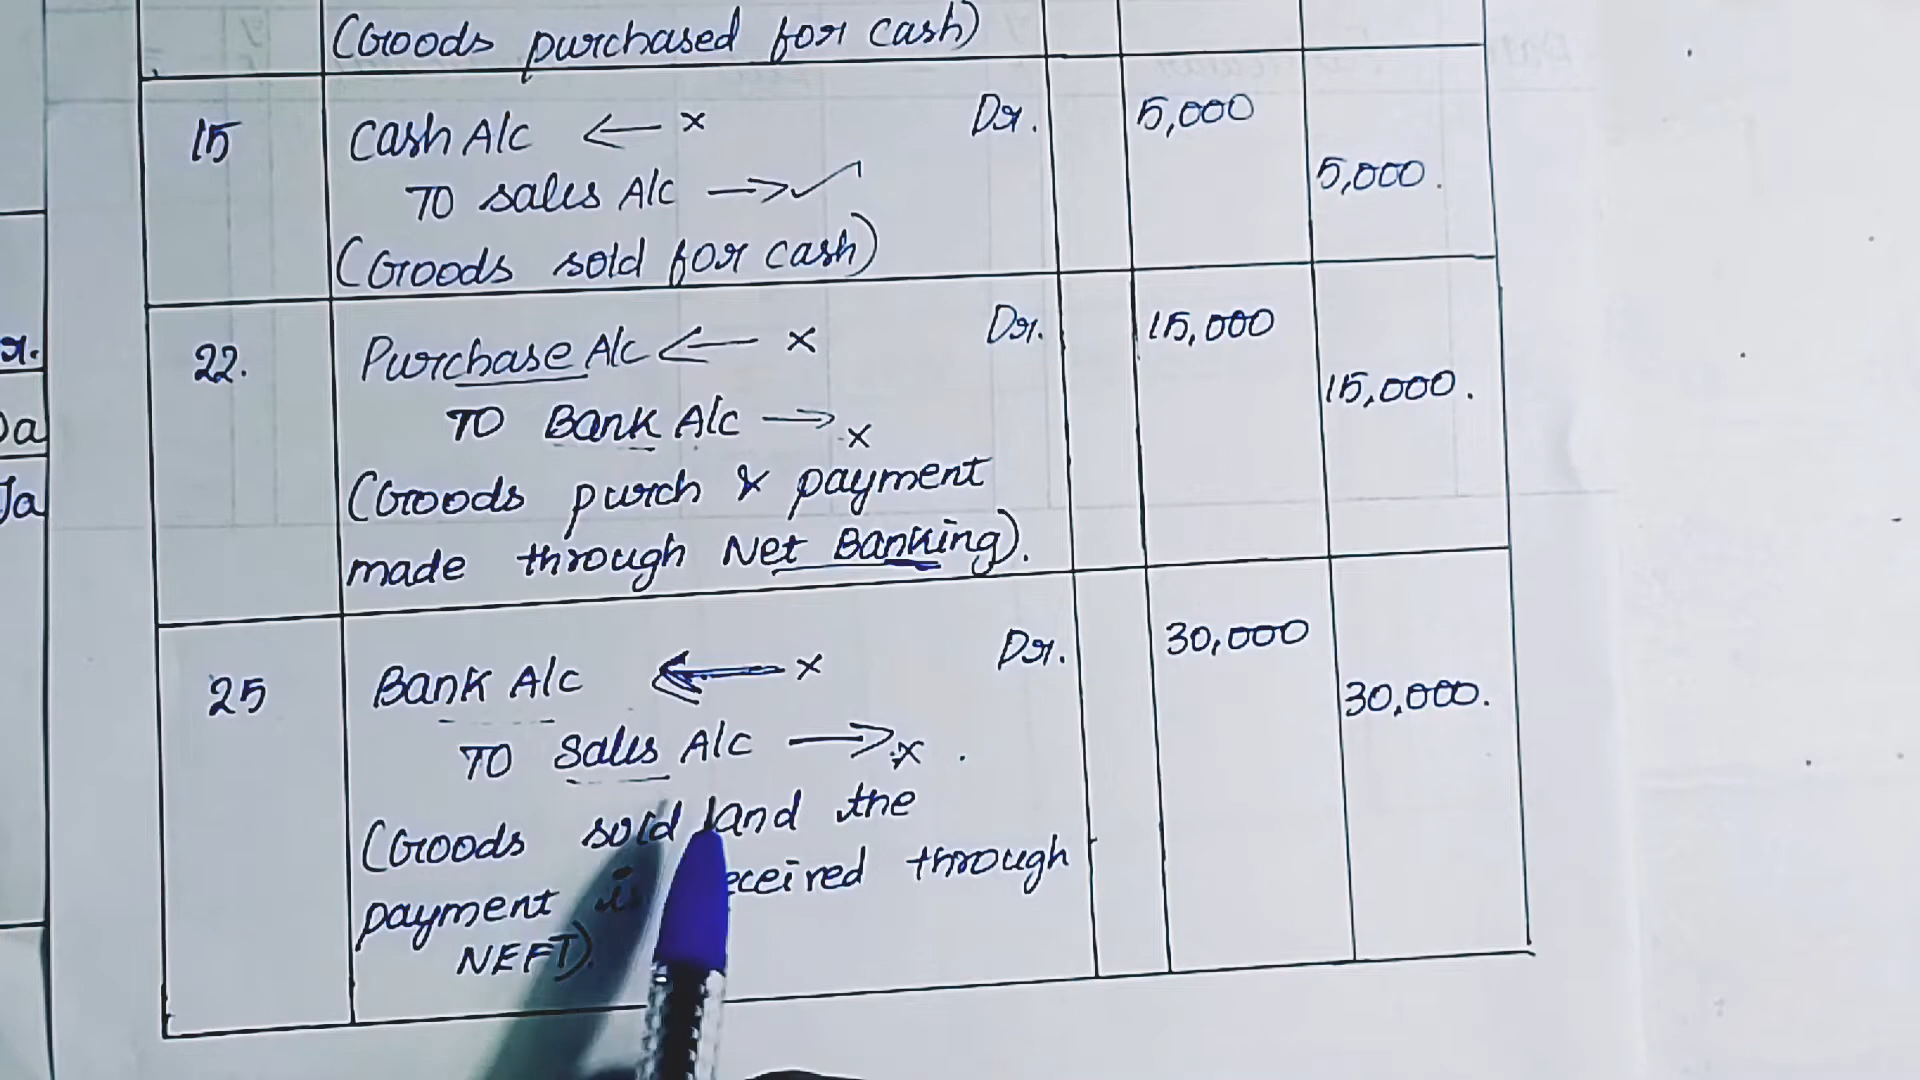 (Goods purchased for cash)
15 Cash A/c ← x Dr. 5,000
To sales A/c → ✓ 5,000.
(Goods sold for cash)
22. Purchase A/c ← x Dr. 15,000
To Bank A/c → x 15,000.
(Goods purch & payment
made through Net Banking).
25 Bank A/c ← x Dr. 30,000
To Sales A/c → x . 30,000.
(Goods sold and the
payment is received through
NEFT).